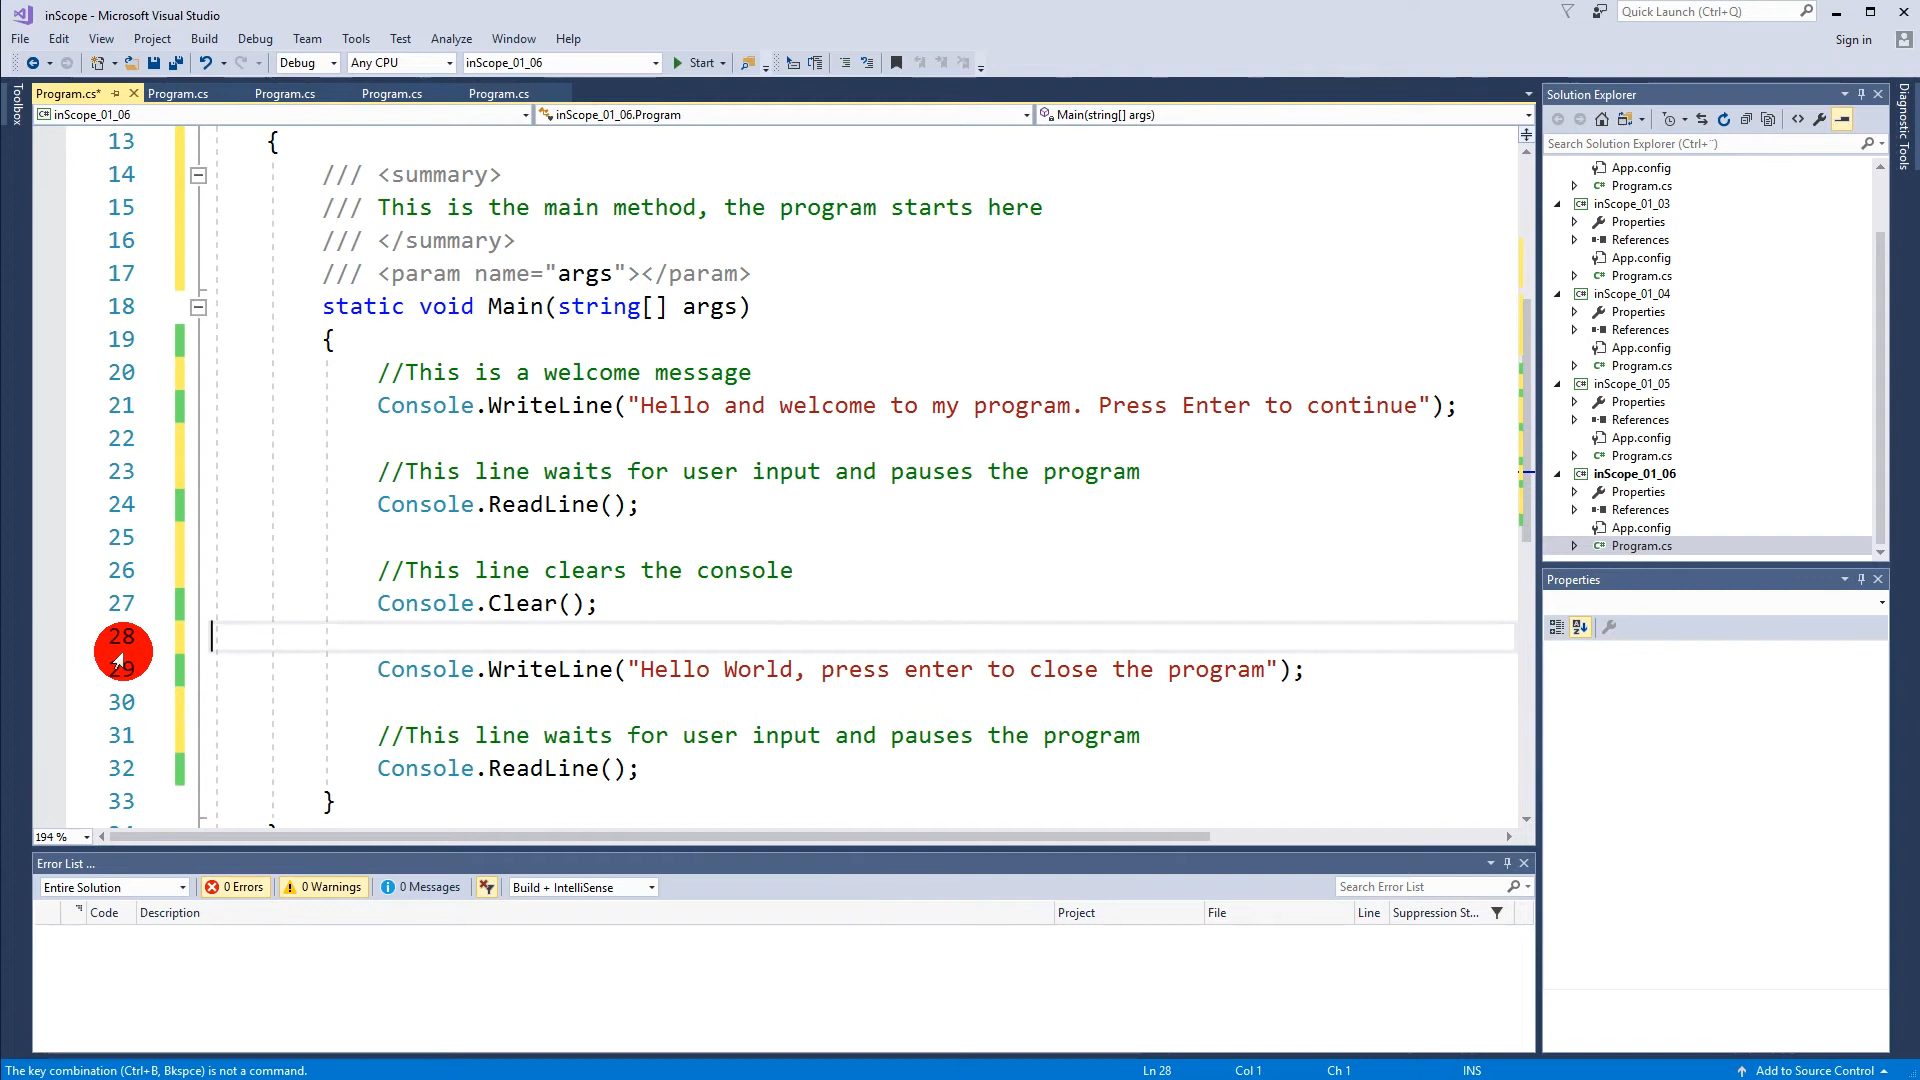 inScope - Microsoft Visual Studio
Quick Launch (Ctrl+Q)
File Edit View Project Build Debug Team Tools Test Analyze Window Help
Sign in
Debug Any CPU inScope_01_06 Start
Toolbox
Program.cs* Program.cs Program.cs Program.cs Program.cs
inScope_01_06 inScope_01_06.Program Main(string[] args)
13 {
14 /// <summary>
15 /// This is the main method, the program starts here
16 /// </summary>
17 /// <param name="args"></param>
18 static void Main(string[] args)
19 {
20 //This is a welcome message
21 Console.WriteLine("Hello and welcome to my program. Press Enter to continue");
22
23 //This line waits for user input and pauses the program
24 Console.ReadLine();
25
26 //This line clears the console
27 Console.Clear();
28
29 Console.WriteLine("Hello World, press enter to close the program");
30
31 //This line waits for user input and pauses the program
32 Console.ReadLine();
33 }
194 %
Error List ...
Entire Solution 0 Errors 0 Warnings 0 Messages Build + IntelliSense Search Error List
Code Description Project File Line Suppression St...
Solution Explorer
Search Solution Explorer (Ctrl+¨)
App.config
C# Program.cs
C# inScope_01_03
Properties
References
App.config
C# Program.cs
C# inScope_01_04
Properties
References
App.config
C# Program.cs
C# inScope_01_05
Properties
References
App.config
C# Program.cs
C# inScope_01_06
Properties
References
App.config
C# Program.cs
Properties
Diagnostic Tools
The key combination (Ctrl+B, Bkspce) is not a command.
Ln 28 Col 1 Ch 1 INS Add to Source Control